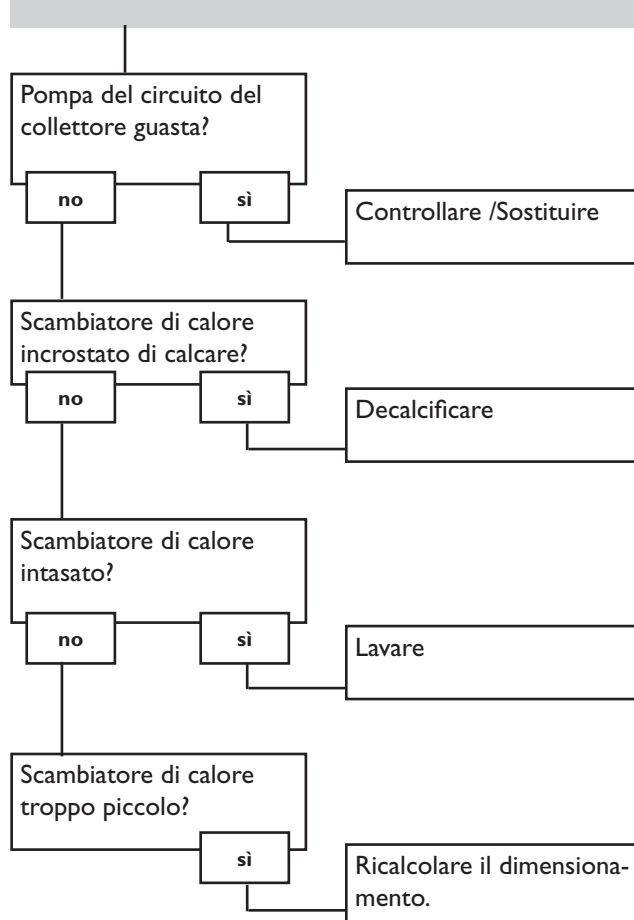 Pompa del circuito del
collettore guasta?
no
sì
Controllare /Sostituire
Scambiatore di calore
incrostato di calcare?
no
sì
Decalcificare
Scambiatore di calore
intasato?
no
sì
Lavare
Scambiatore di calore
troppo piccolo?
sì
Ricalcolare il dimensiona-
mento.